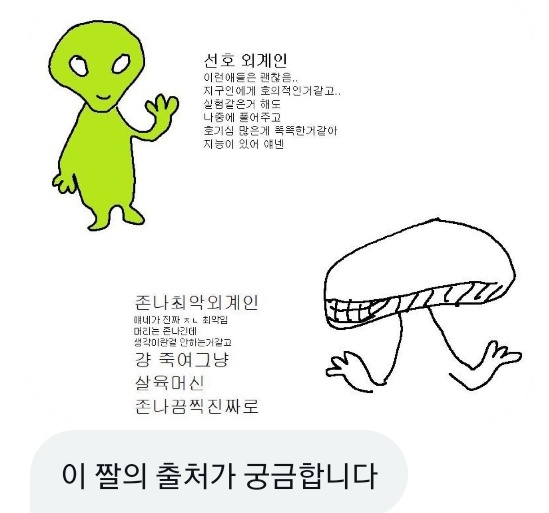 선호 외계인
이런애들은 괜찮음..
지구인에게 호의적인거같고..
실험같은거 해도
나중에 풀어주고
호기심 많은게 똑똑한거같아
지능이 있어 얘넨
존나최악외계인
얘네가 진짜 ㅈㄴ 최악임
머리는 존나큰데
생각이란걸 안하는거같고
걍 죽여그냥
살육머신
존나끔찍진짜로
이 짤의 출처가 궁금합니다